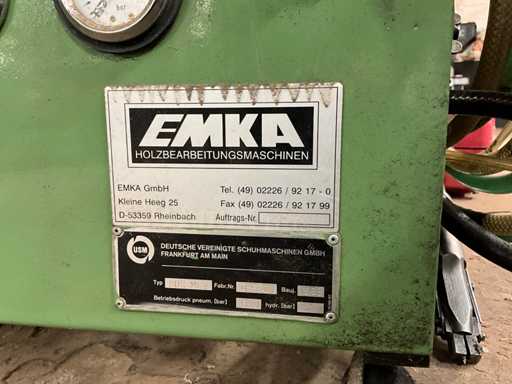 bar
EMKA
HOLZBEARBEITUNGSMASCHINEN
EMKA GmbH Tel. (49) 02226 / 92 17 - 0
Kleine Heeg 25 Fax (49) 02226 / 92 17 99
D-53359 Rheinbach Auftrags-Nr.
USM
DEUTSCHE VEREINIGTE SCHUHMASCHINEN GMBH
FRANKFURT AM MAIN
Typ Fabr.Nr. Bauj.
Betriebsdruck pneum. [bar] hydr. [bar]